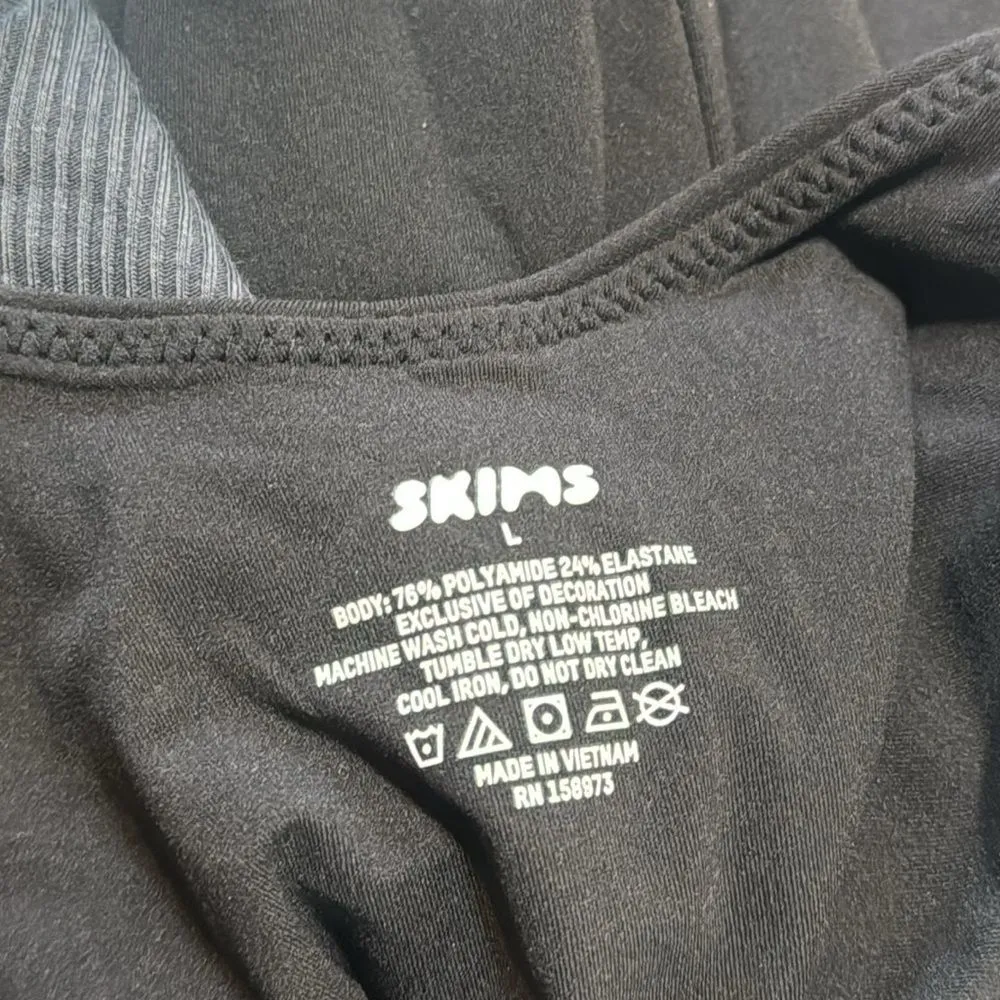 SKIMS
L
BODY: 76% POLYAMIDE 24% ELASTANE
EXCLUSIVE OF DECORATION
MACHINE WASH COLD, NON-CHLORINE BLEACH
TUMBLE DRY LOW TEMP,
COOL IRON, DO NOT DRY CLEAN
MADE IN VIETNAM
RN 158973